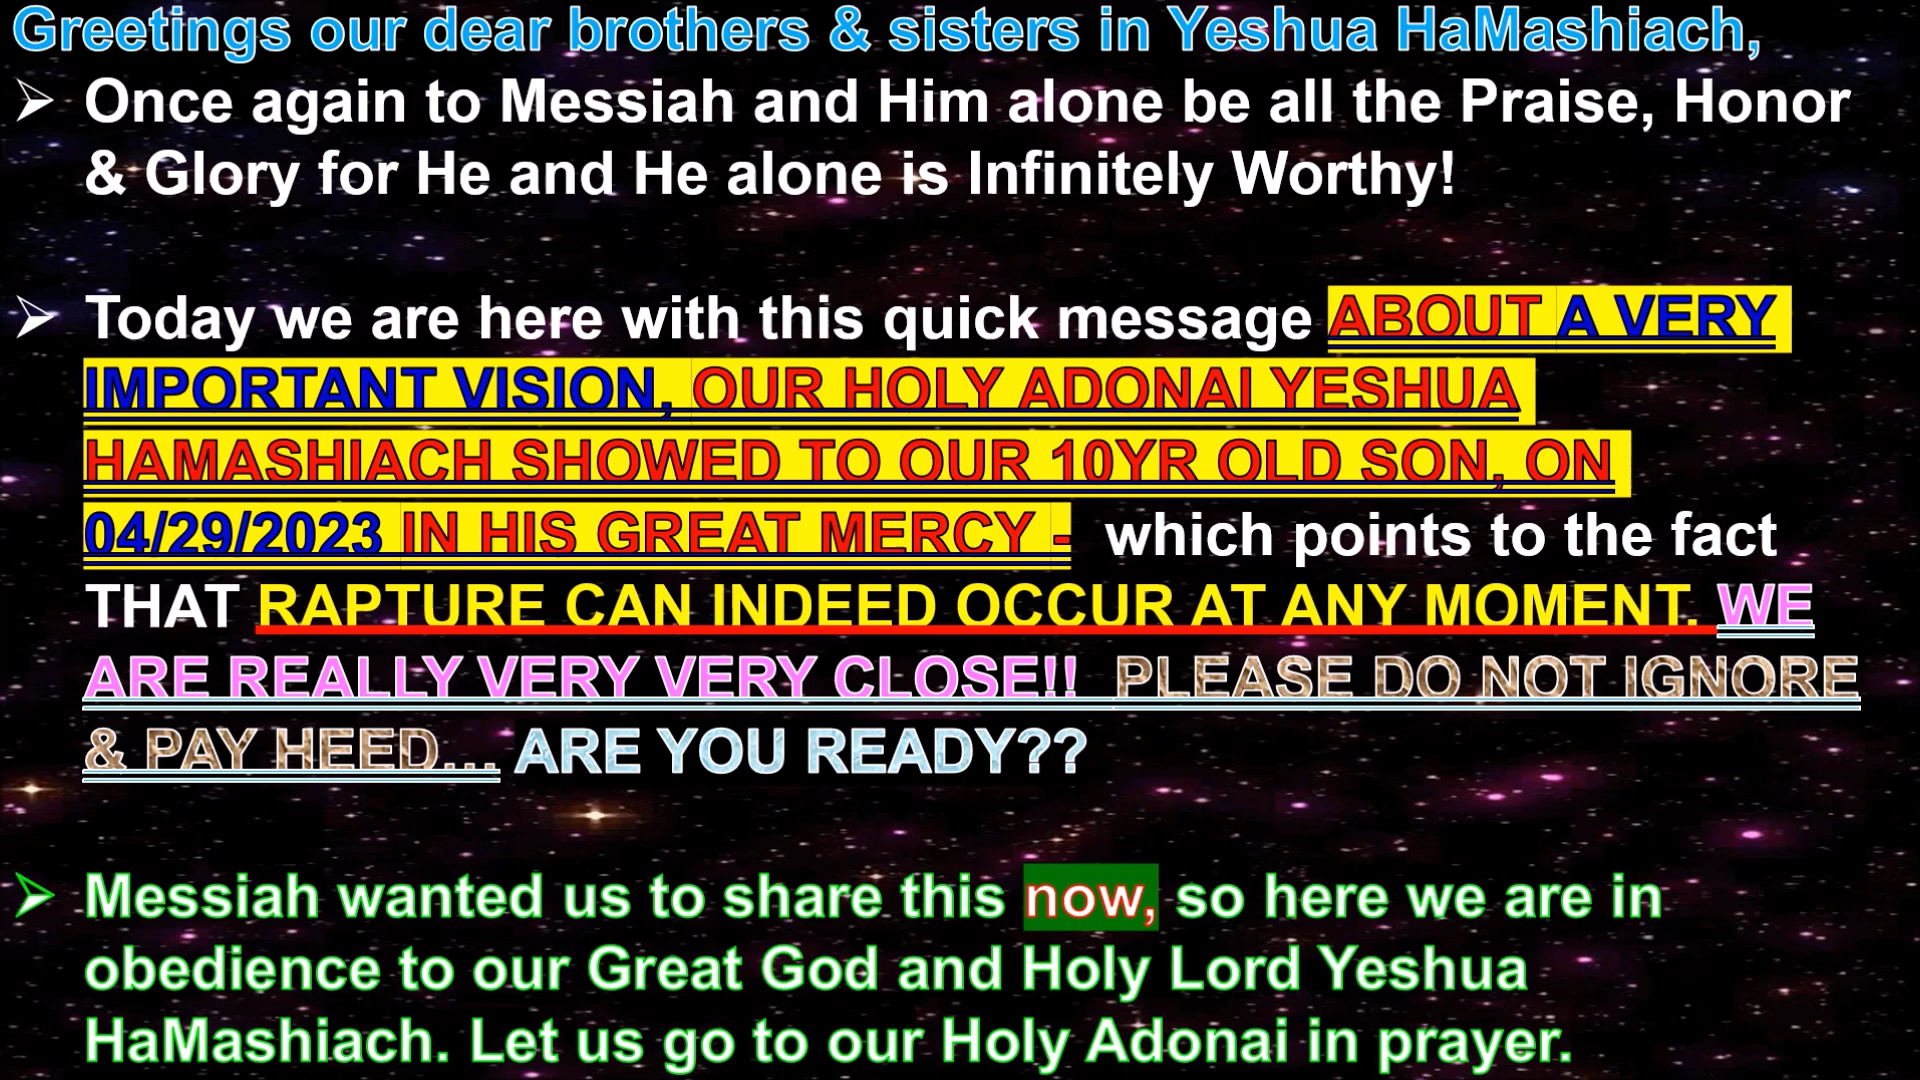 Greetings our dear brothers & sisters in Yeshua HaMashiach,
➢ Once again to Messiah and Him alone be all the Praise, Honor
& Glory for He and He alone is Infinitely Worthy!
➢ Today we are here with this quick message ABOUT A VERY
IMPORTANT VISION, OUR HOLY ADONAI YESHUA
HAMASHIACH SHOWED TO OUR 10YR OLD SON, ON
04/29/2023 IN HIS GREAT MERCY - which points to the fact
THAT RAPTURE CAN INDEED OCCUR AT ANY MOMENT. WE
ARE REALLY VERY VERY CLOSE!! PLEASE DO NOT IGNORE
& PAY HEED... ARE YOU READY??
➢ Messiah wanted us to share this now, so here we are in
obedience to our Great God and Holy Lord Yeshua
HaMashiach. Let us go to our Holy Adonai in prayer.